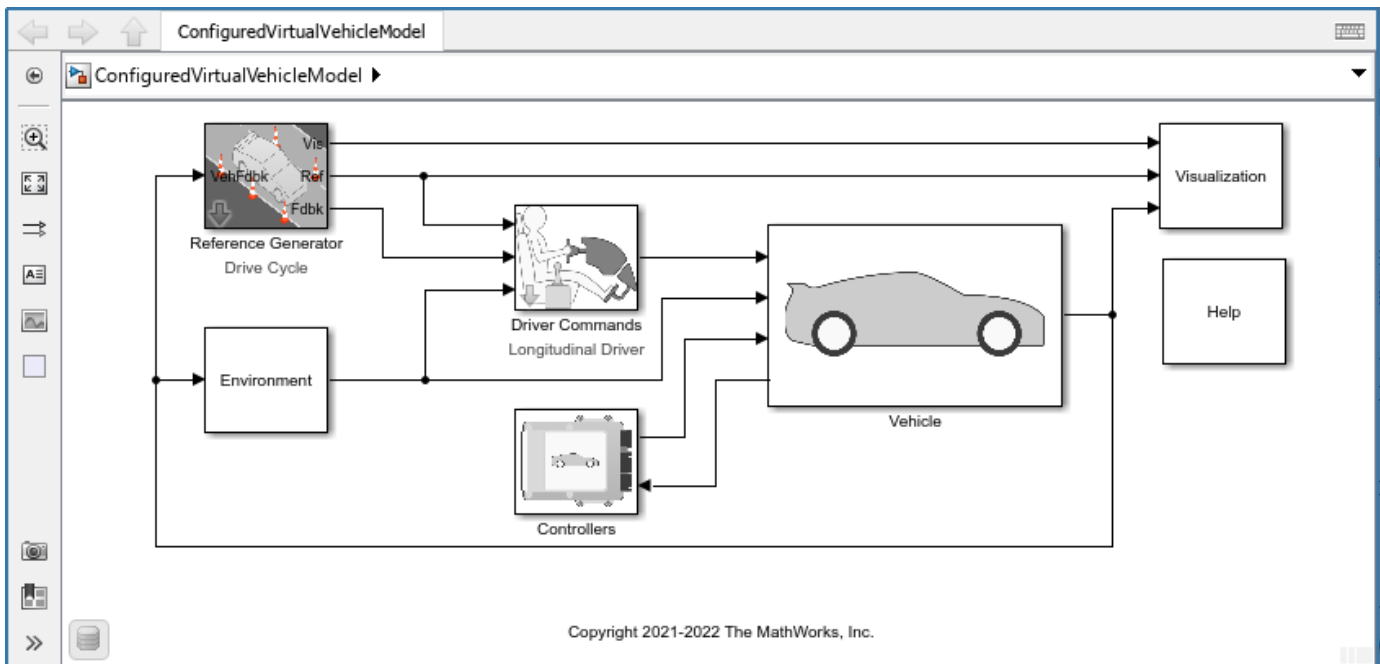 ConfiguredVirtualVehicleModel
ConfiguredVirtualVehicleModel
Vis
VehFdbk Ref
Fdbk
Reference Generator
Drive Cycle
Visualization
Driver Commands
Longitudinal Driver
Help
Environment
Vehicle
Controllers
Copyright 2021-2022 The MathWorks, Inc.